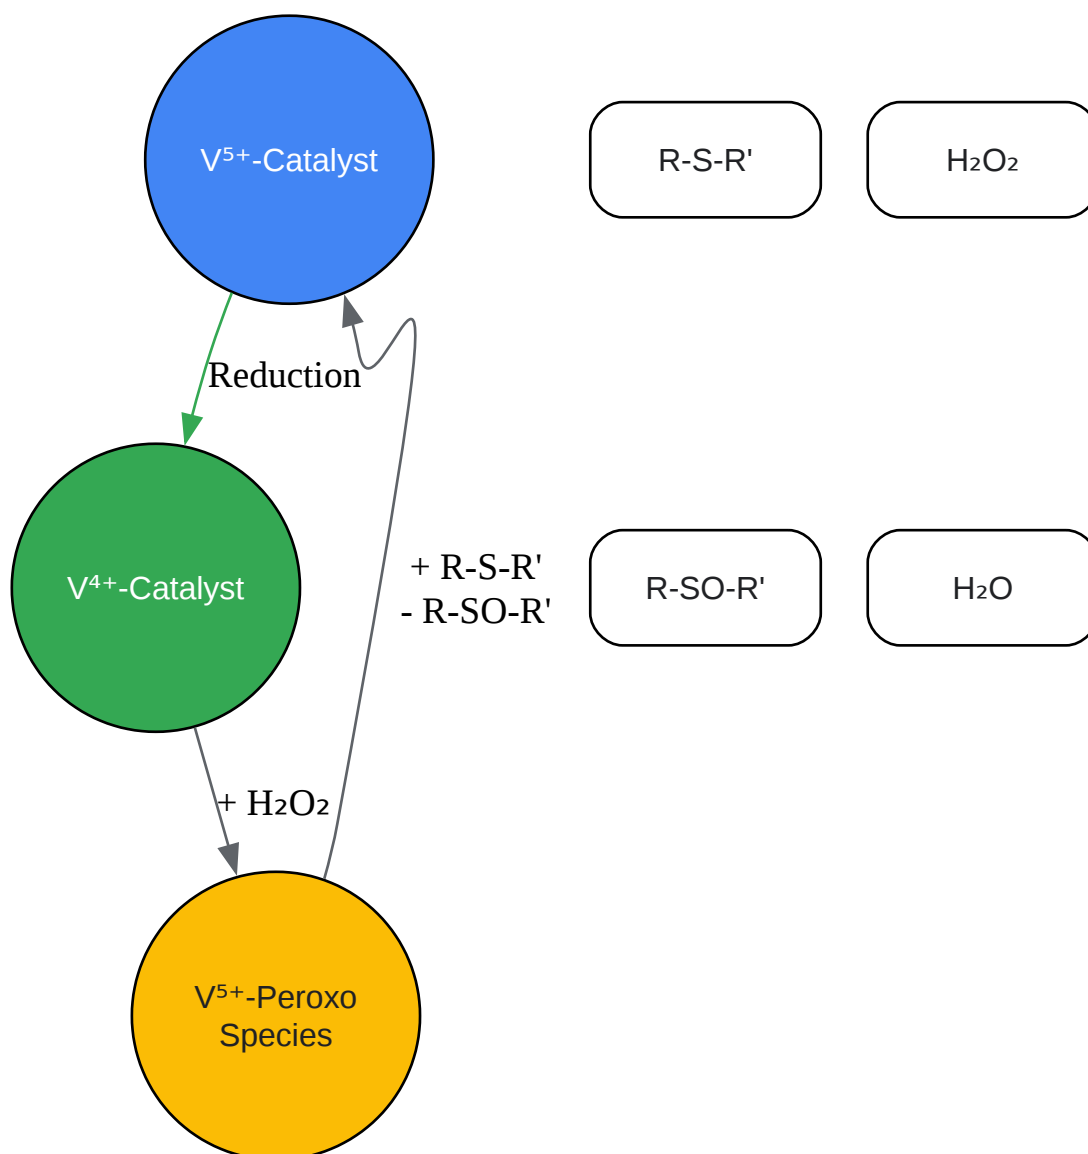 V⁵⁺-Catalyst
R-S-R'
H₂O₂
Reduction
+ R-S-R'
- R-SO-R'
V⁴⁺-Catalyst
R-SO-R'
H₂O
+ H₂O₂
V⁵⁺-Peroxo
Species